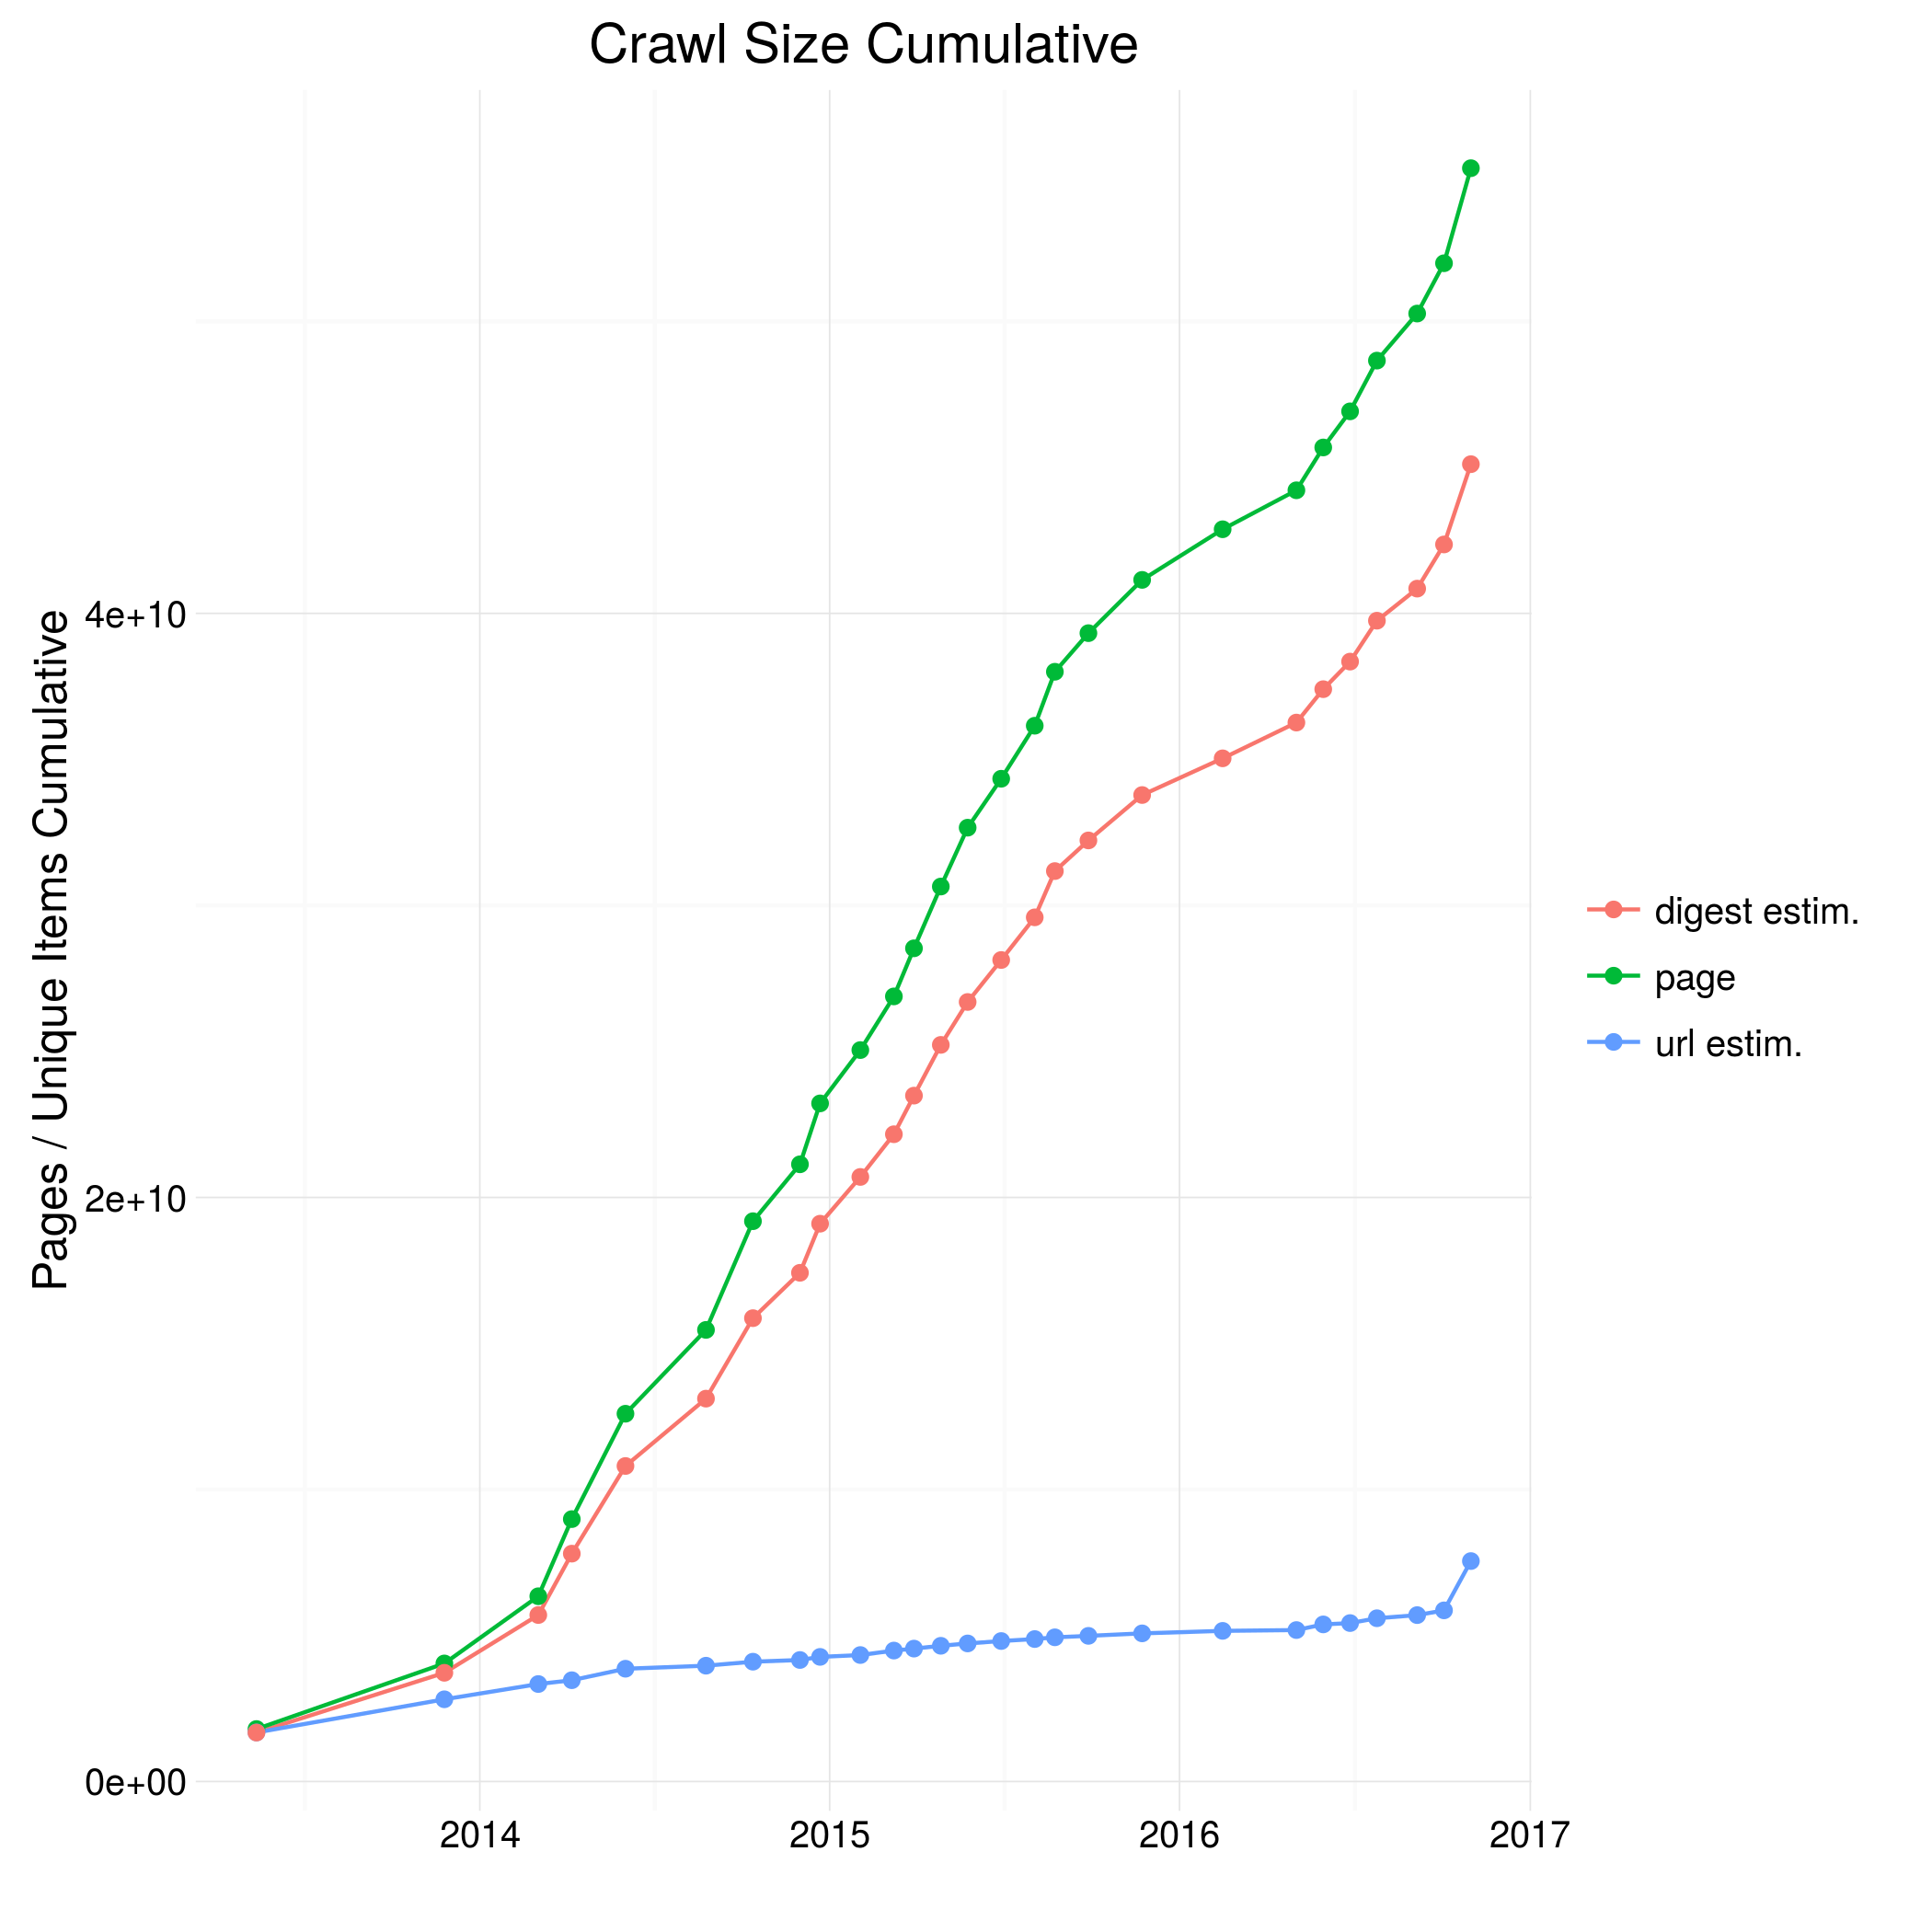 Crawl Size Cumulative
Pages / Unique Items Cumulative
4e+10
2e+10
0e+00
2014
2015
2016
2017
digest estim.
page
url estim.